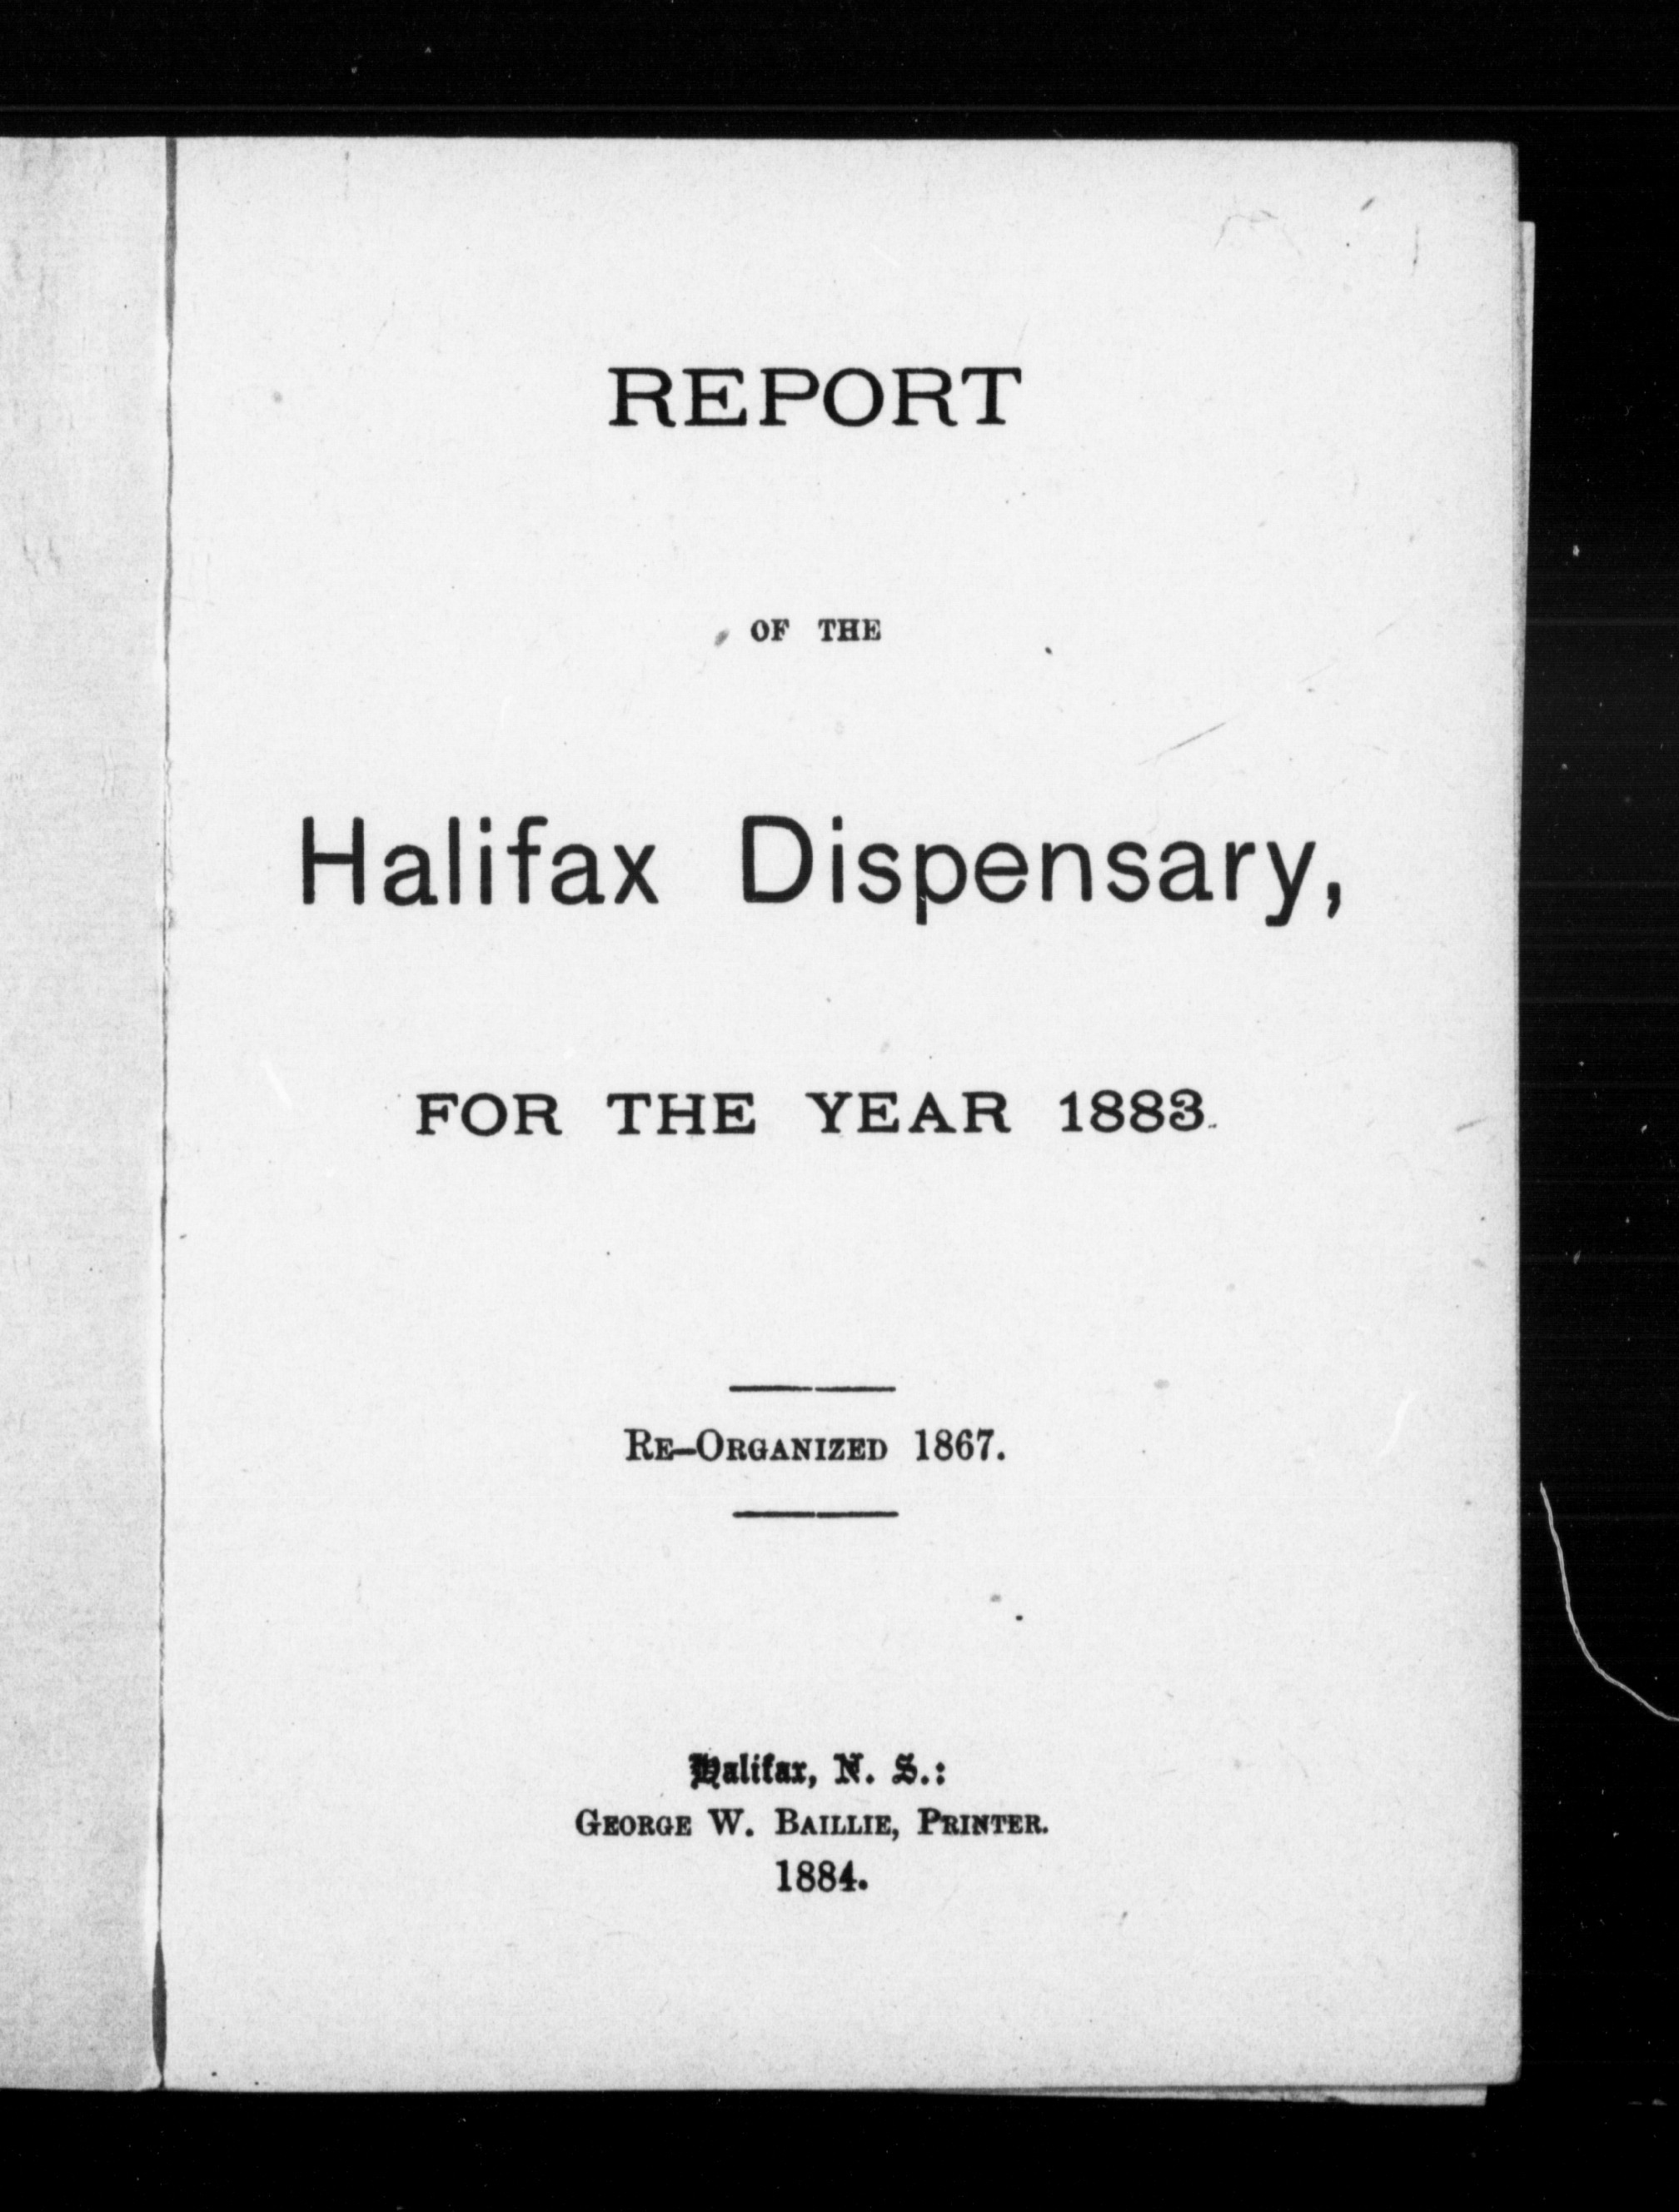 REPORT
OF THE
Halifax Dispensary,
FOR THE YEAR 1883.
RE-ORGANIZED 1867.
Halifax, N. S.:
GEORGE W. BAILLIE, PRINTER.
1884.